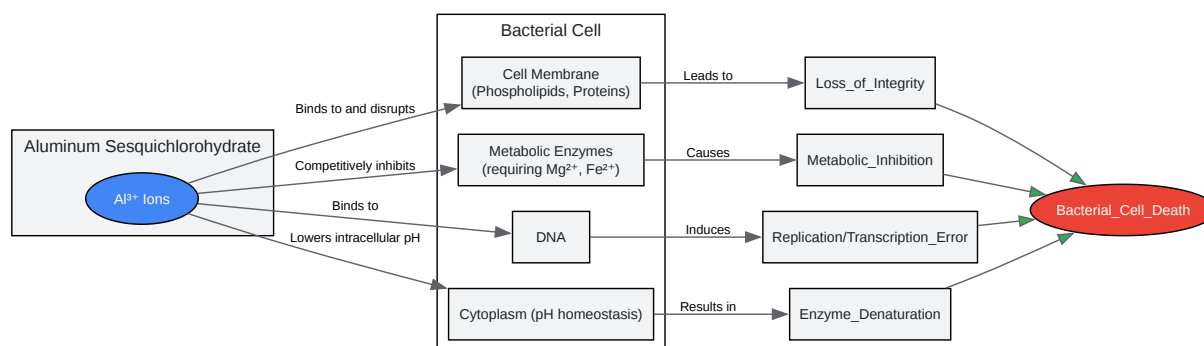 Bacterial Cell
Cell Membrane
(Phospholipids, Proteins)
Leads to
Loss_of_Integrity
Binds to and disrupts
Aluminum Sesquichlorohydrate
Al³⁺ Ions
Competitively inhibits
Metabolic Enzymes
(requiring Mg²⁺, Fe²⁺)
Causes
Metabolic_Inhibition
Binds to
DNA
Induces
Replication/Transcription_Error
Bacterial_Cell_Death
Lowers intracellular pH
Cytoplasm (pH homeostasis)
Results in
Enzyme_Denaturation